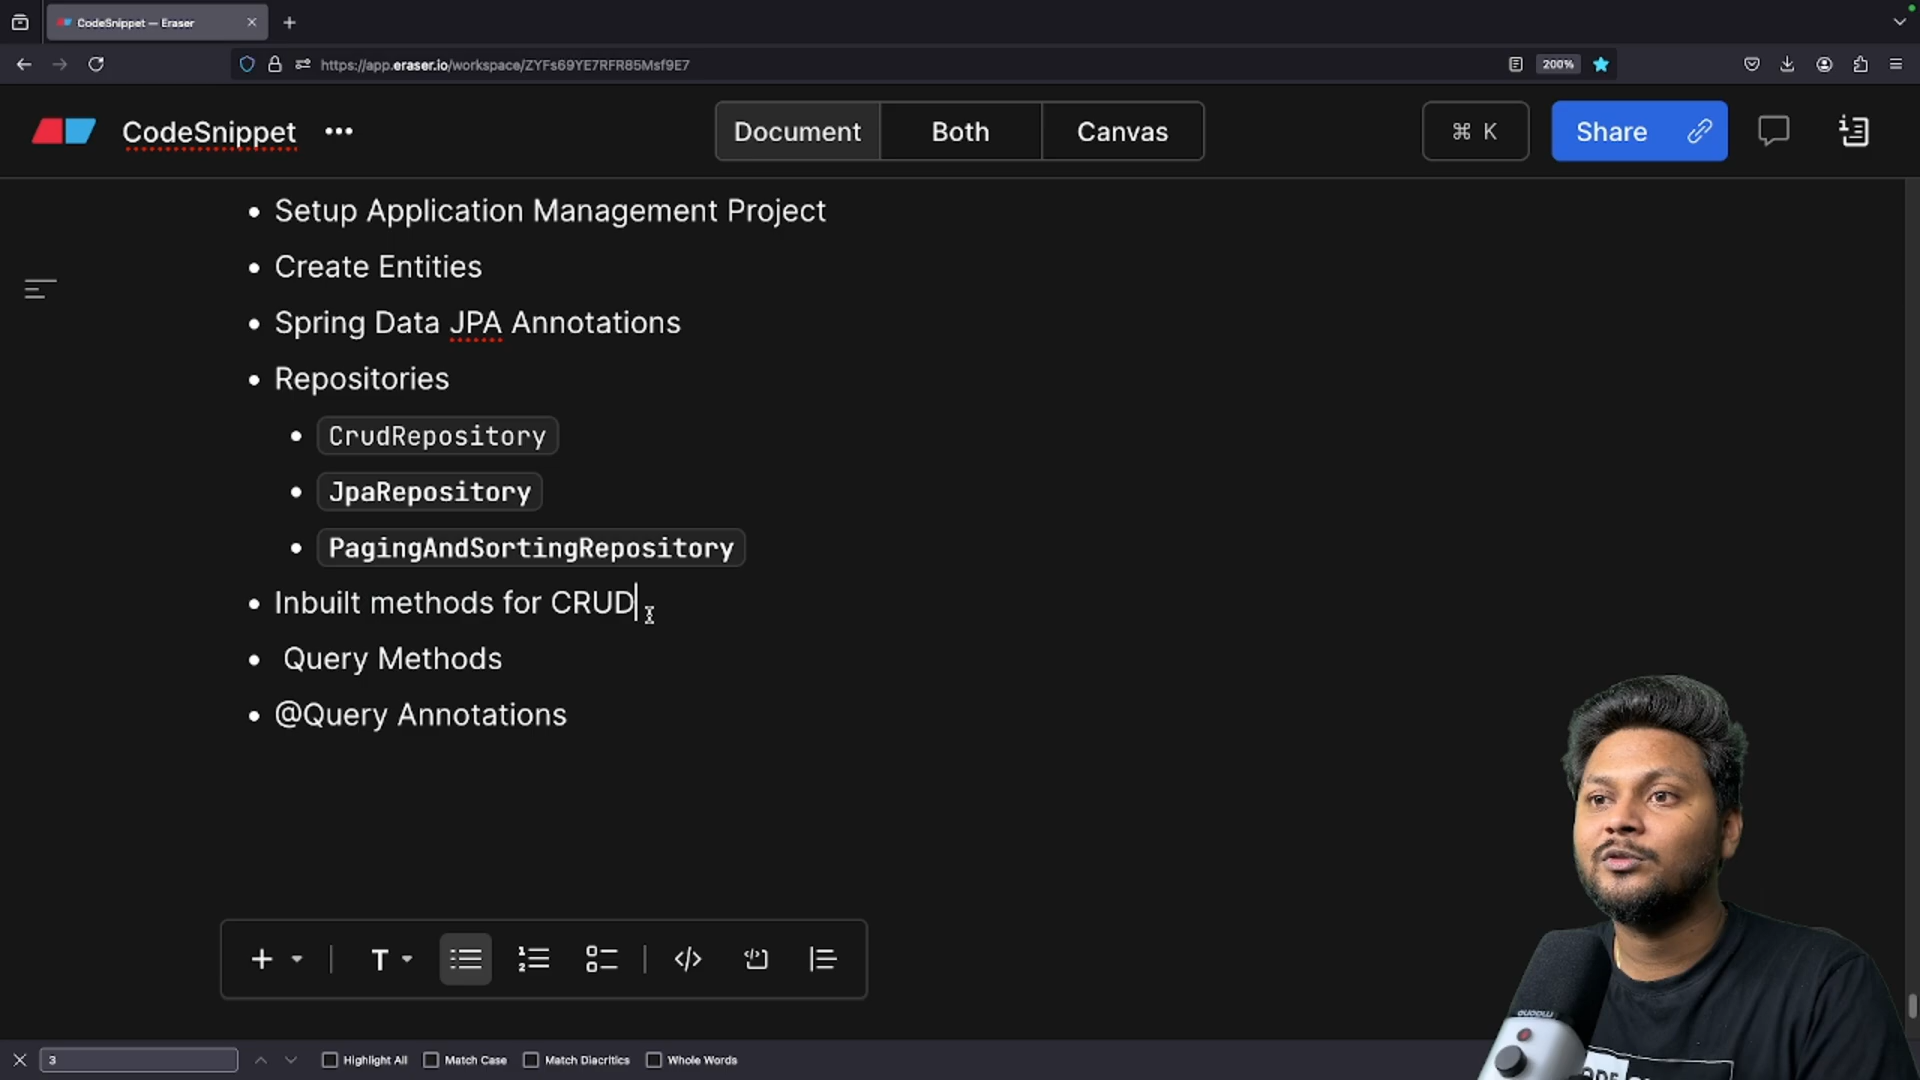 CodeSnippet — Eraser
https://app.eraser.io/workspace/ZYFs69YE7RFR85Msf9E7
200%
CodeSnippet
Document
Both
Canvas
⌘ K
Share
• Setup Application Management Project
• Create Entities
• Spring Data JPA Annotations
• Repositories
• CrudRepository
• JpaRepository
• PagingAndSortingRepository
• Inbuilt methods for CRUD
• Query Methods
• @Query Annotations
T
3
Highlight All
Match Case
Match Diacritics
Whole Words
maono